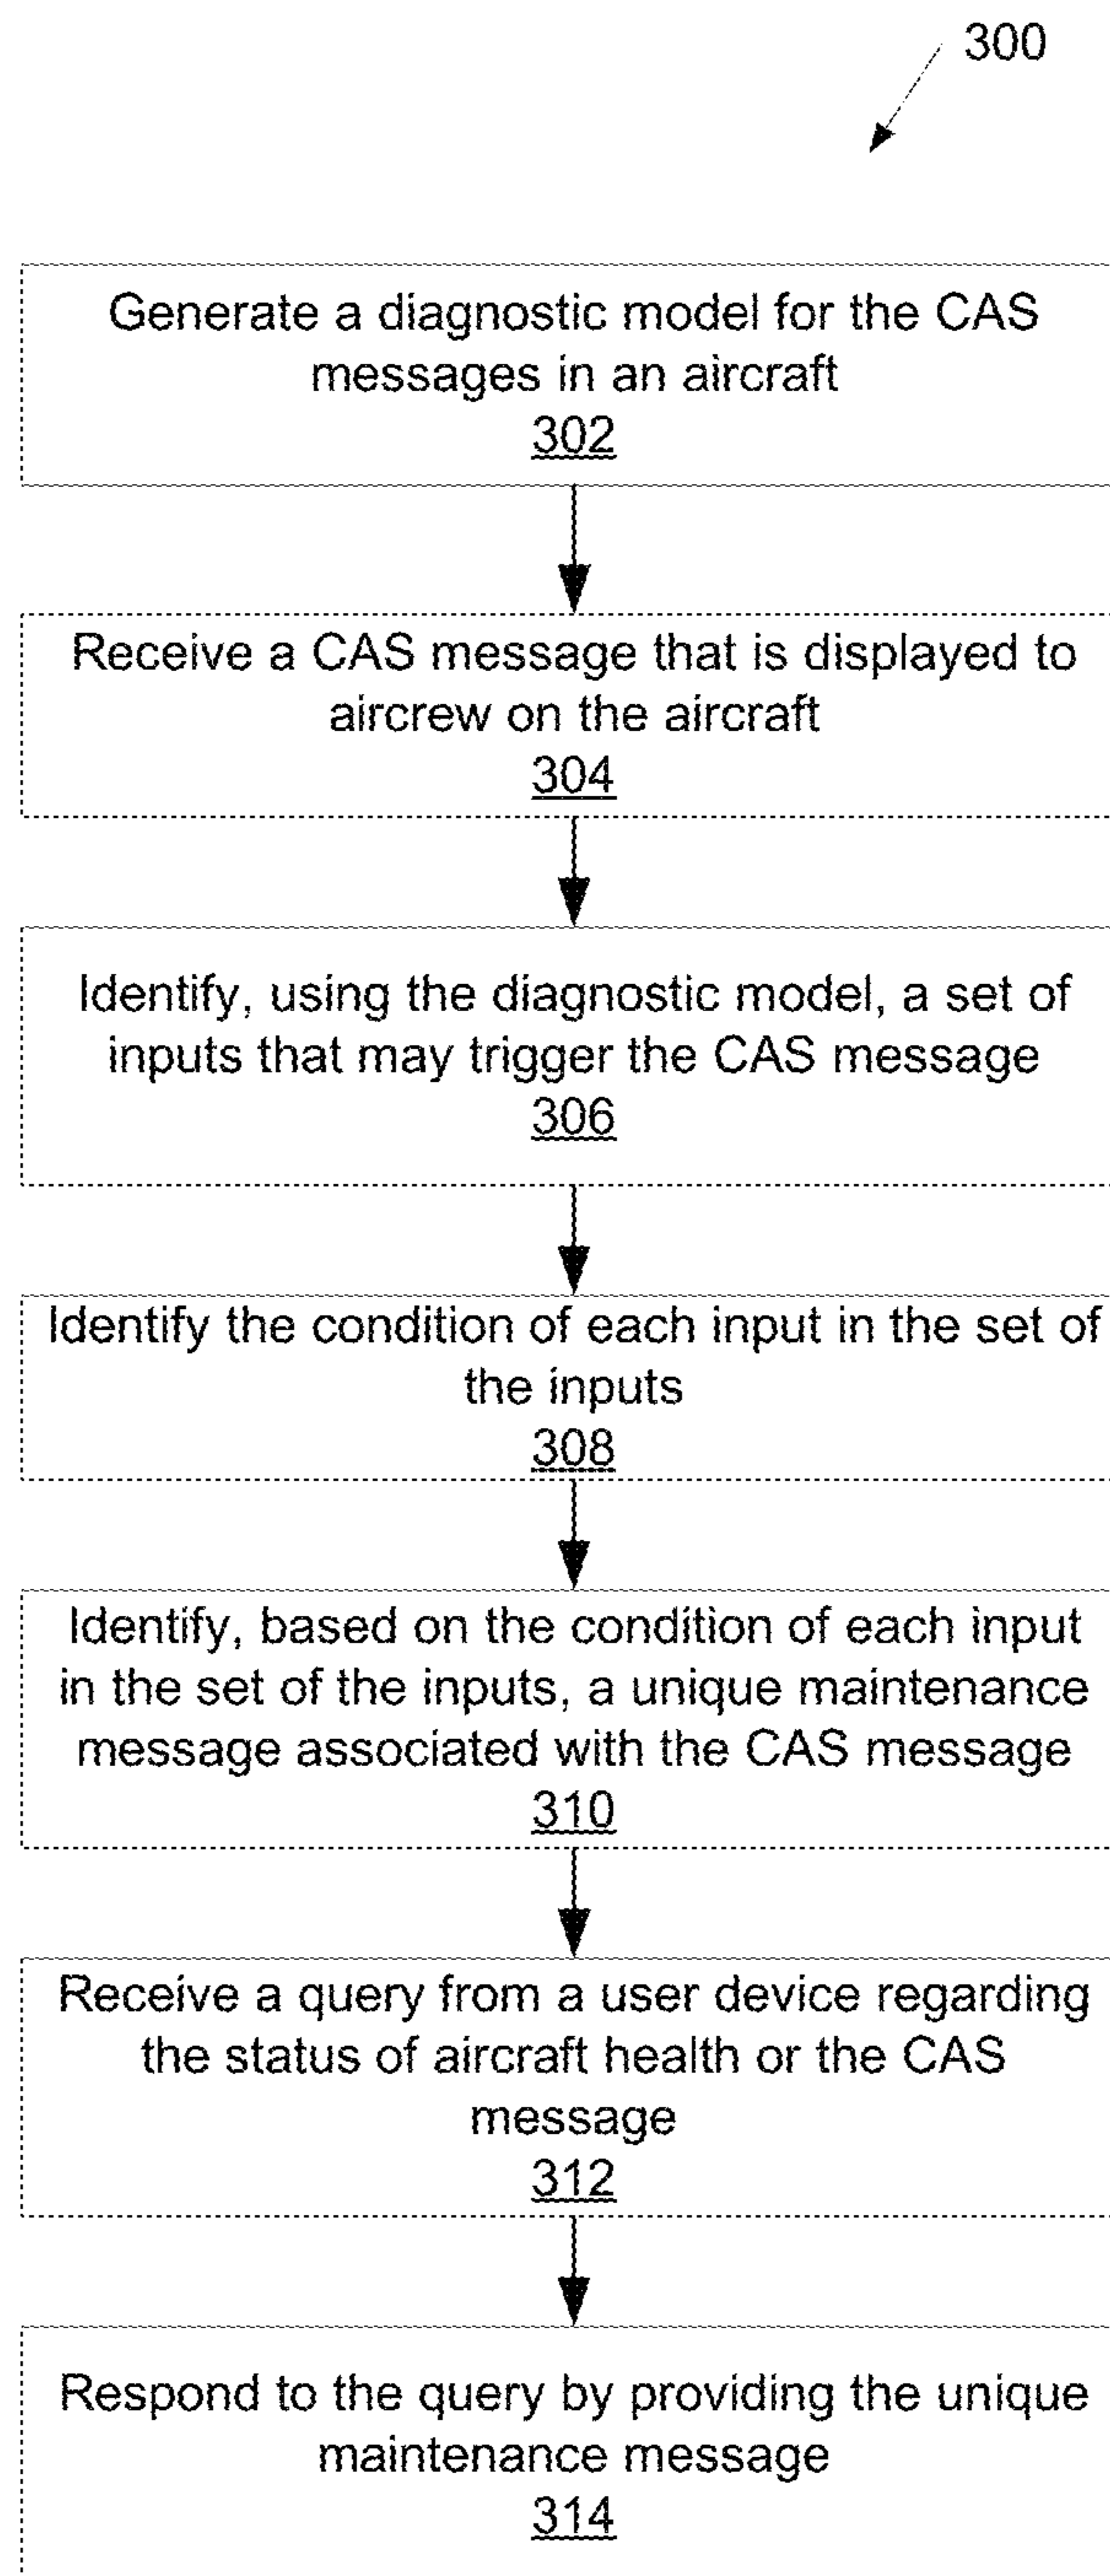 300
Generate a diagnostic model for the CAS
messages in an aircraft
302
Receive a CAS message that is displayed to
aircrew on the aircraft
304
Identify, using the diagnostic model, a set of
inputs that may trigger the CAS message
306
Identify the condition of each input in the set of
the inputs
308
Identify, based on the condition of each input
in the set of the inputs, a unique maintenance
message associated with the CAS message
310
Receive a query from a user device regarding
the status of aircraft health or the CAS
message
312
Respond to the query by providing the unique
maintenance message
314